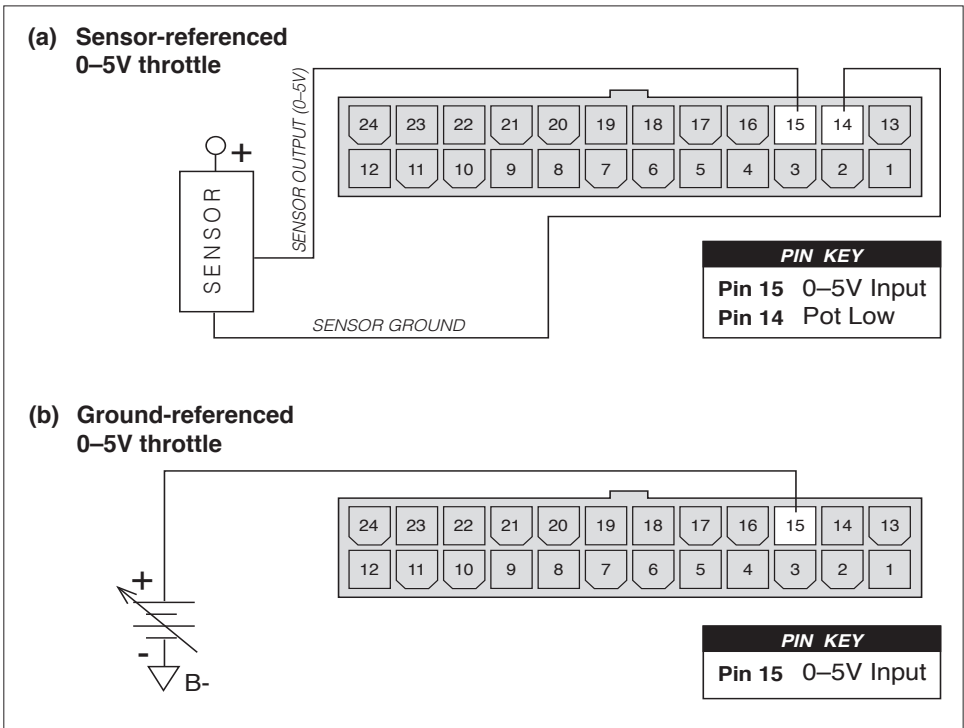 (a) Sensor-referenced
0–5V throttle
SENSOR OUTPUT (0–5V)
24 23 22 21 20 19 18 17 16 15 14 13
12 11 10 9 8 7 6 5 4 3 2 1
+
SENSOR
SENSOR GROUND
PIN KEY
Pin 15 0–5V Input
Pin 14 Pot Low
(b) Ground-referenced
0–5V throttle
24 23 22 21 20 19 18 17 16 15 14 13
12 11 10 9 8 7 6 5 4 3 2 1
+
-
B-
PIN KEY
Pin 15 0–5V Input